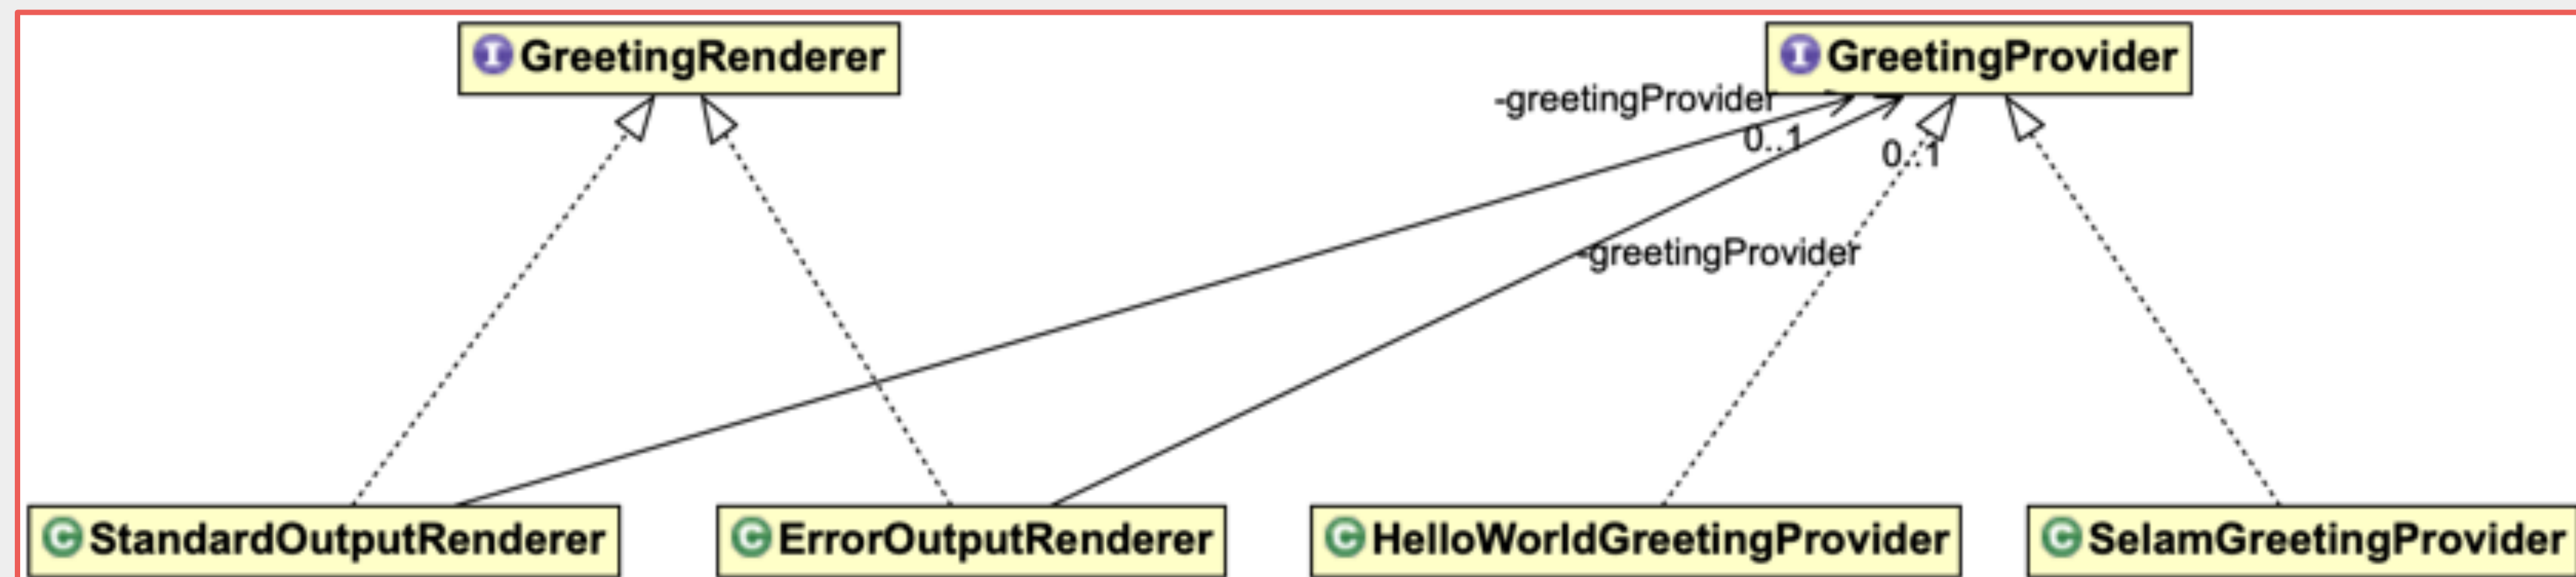 I GreetingRenderer
I GreetingProvider
-greetingProvider
0..1
0..1
-greetingProvider
C StandardOutputRenderer
C ErrorOutputRenderer
C HelloWorldGreetingProvider
C SelamGreetingProvider